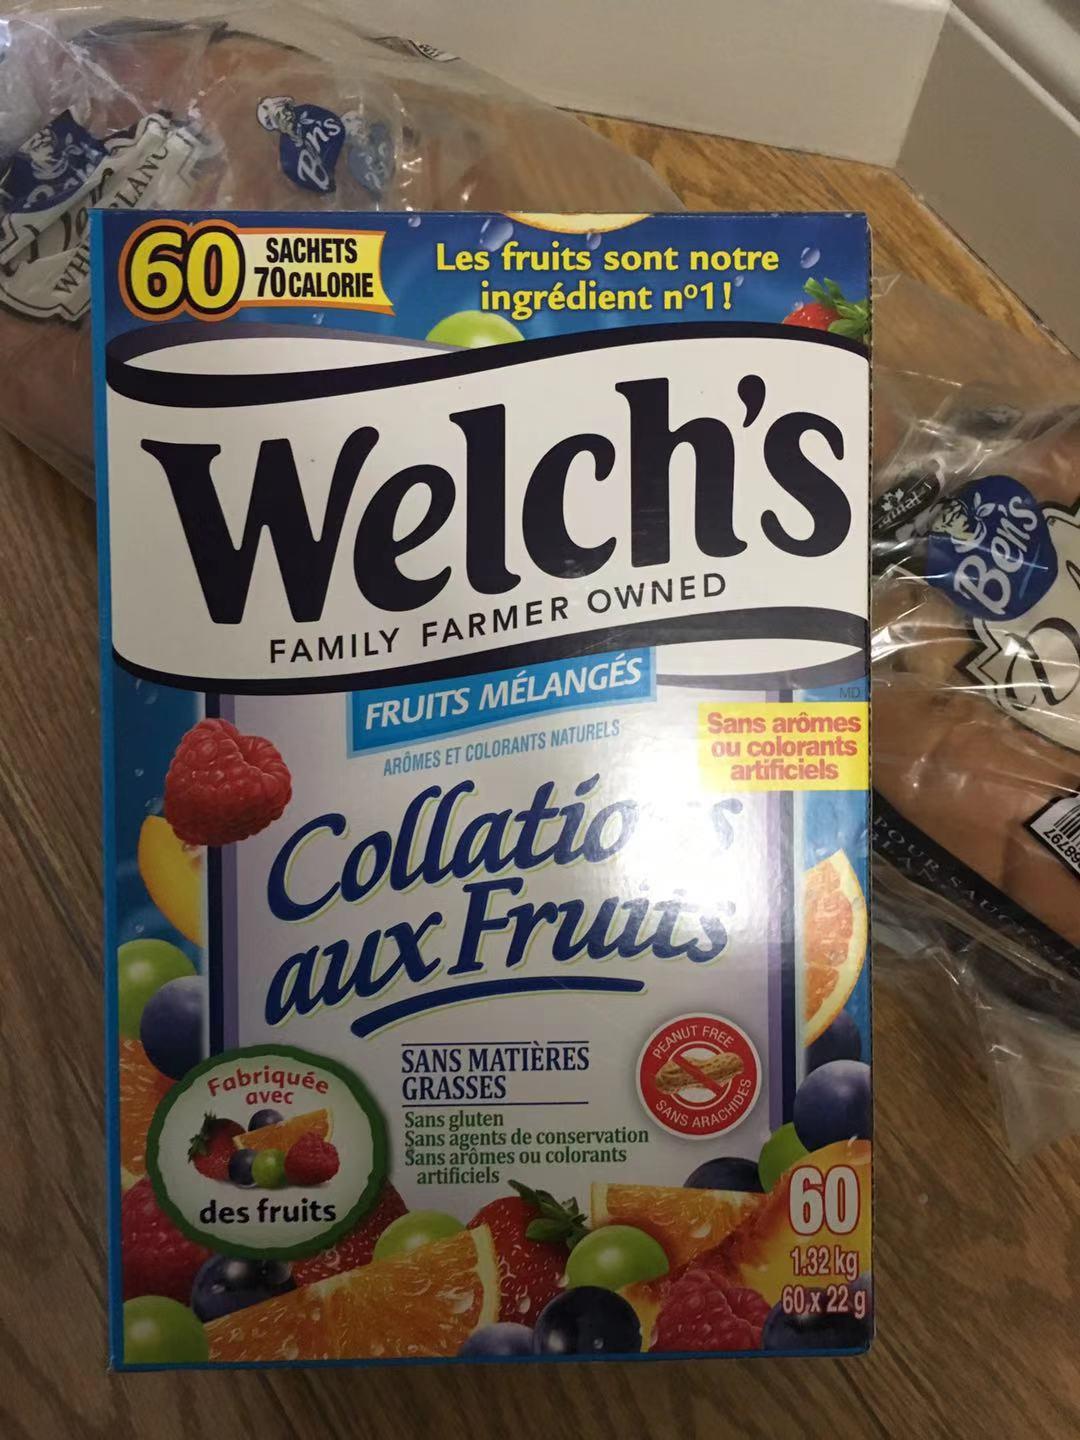 Ben's
WH
BLANC
60
SACHETS
70 CALORIE
Les fruits sont notre
ingrédient nº1!
Welch's
FAMILY FARMER OWNED
MD
FRUITS MÉLANGÉS
ARÔMES ET COLORANTS NATURELS
Sans arômes
ou colorants
artificiels
Collations
aux Fruits
Fabriquée
avec
des fruits
SANS MATIÈRES
GRASSES
Sans gluten
Sans agents de conservation
Sans arômes ou colorants
artificiels
PEANUT FREE
SANS ARACHIDES
60
1.32 kg
60 x 22 g
Ben's
68797